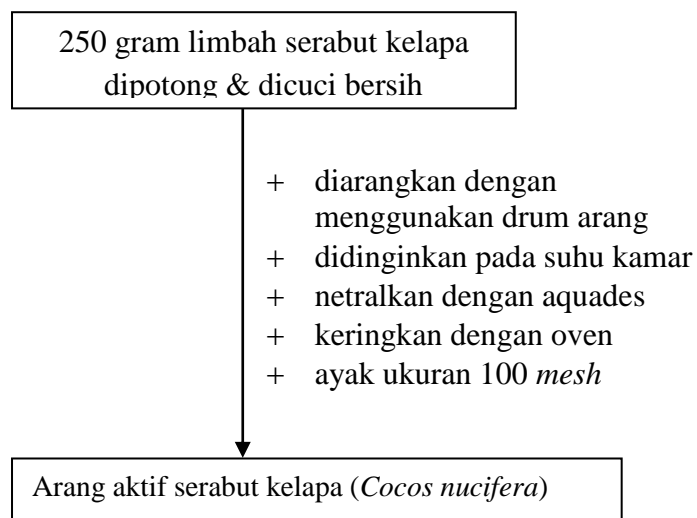 250 gram limbah serabut kelapa
dipotong & dicuci bersih
+ diarangkan dengan
menggunakan drum arang
+ didinginkan pada suhu kamar
+ netralkan dengan aquades
+ keringkan dengan oven
+ ayak ukuran 100 mesh
Arang aktif serabut kelapa (Cocos nucifera)